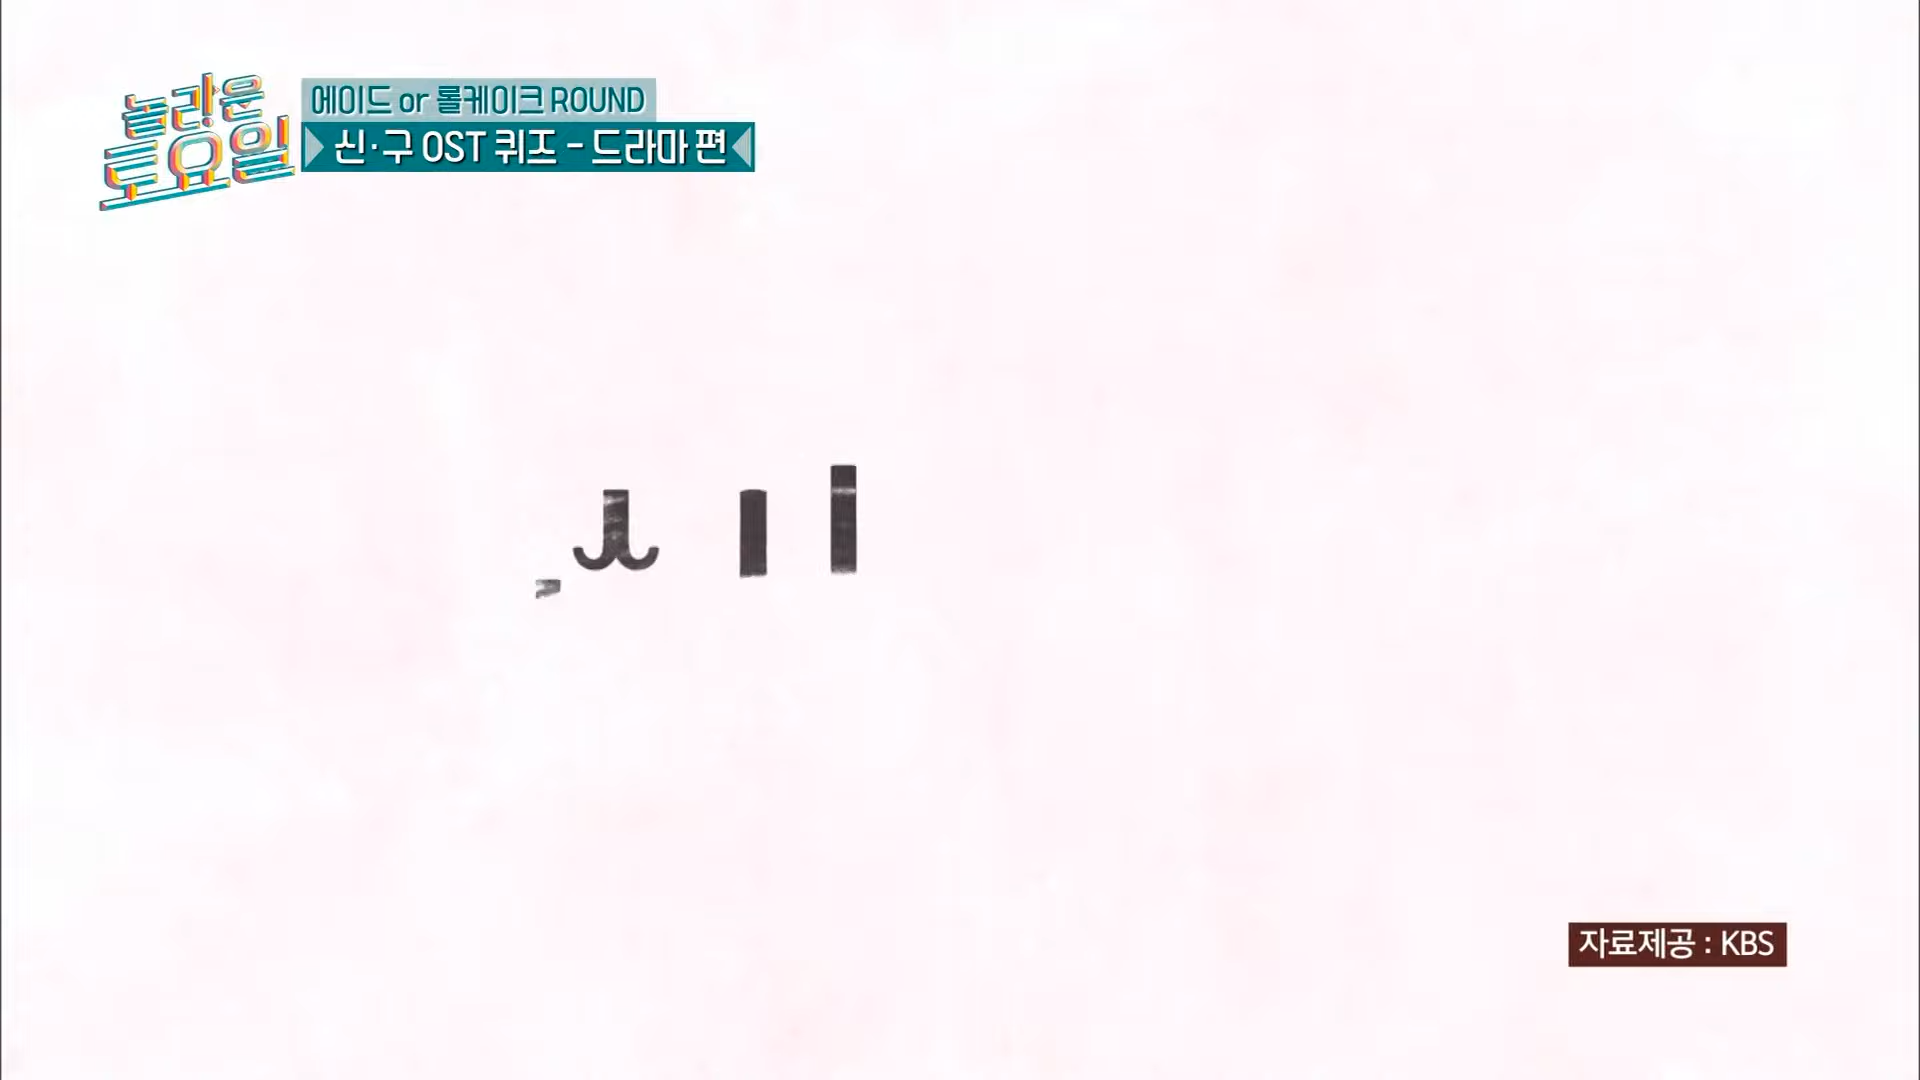 놀라운
토요일
에이드 or 롤케이크 ROUND
신·구 OST 퀴즈 - 드라마 편
자료제공 : KBS